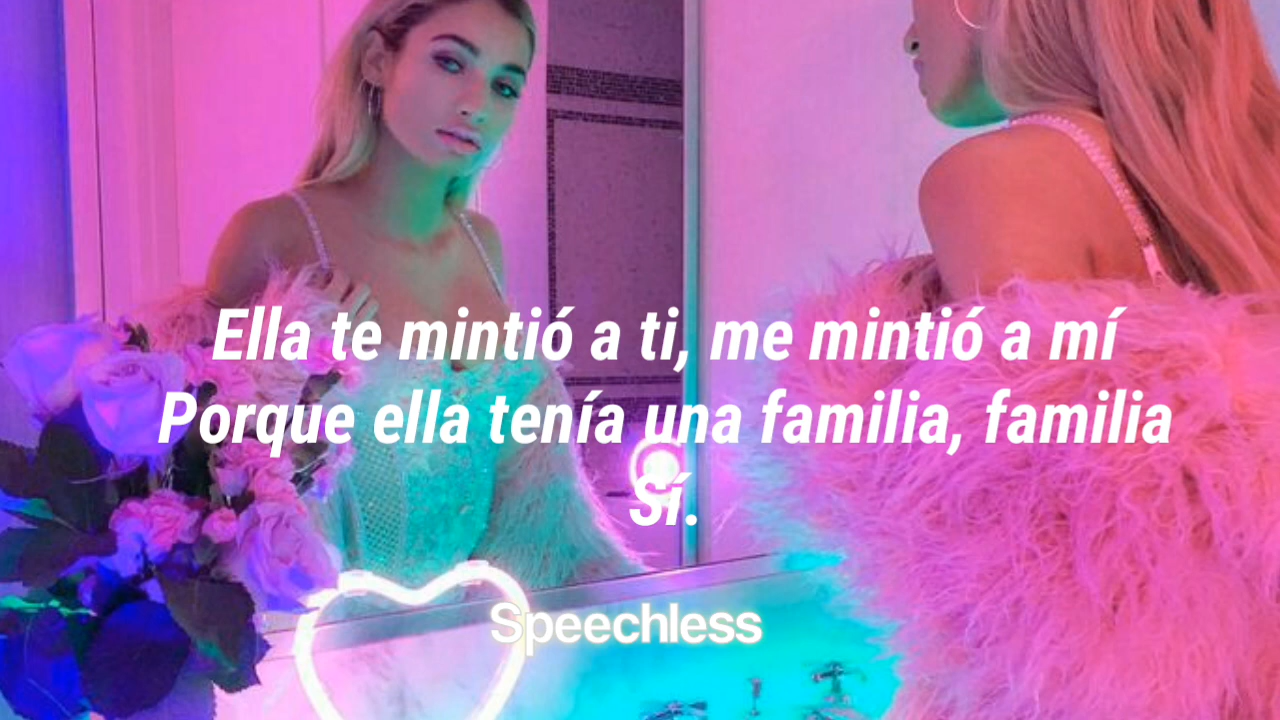 Ella te mintió a ti, me mintió a mí
Porque ella tenía una familia, familia
Sí.
Speechless